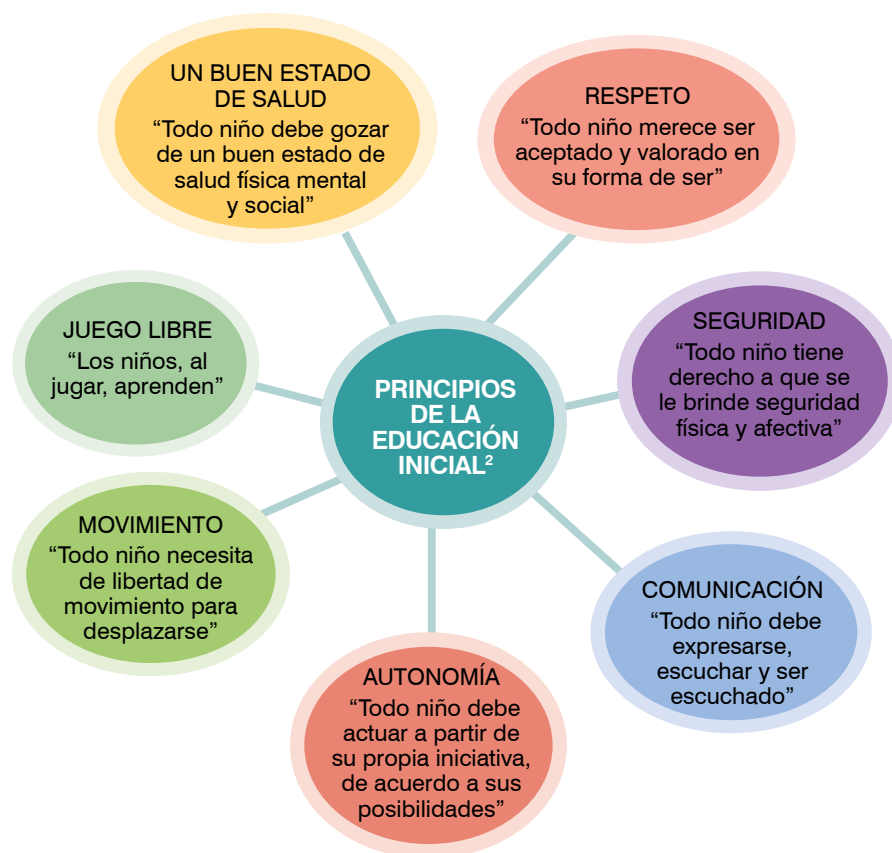 UN BUEN ESTADO
DE SALUD
“Todo niño debe gozar
de un buen estado de
salud física mental
y social”
RESPETO
“Todo niño merece ser
aceptado y valorado en
su forma de ser”
JUEGO LIBRE
“Los niños, al
jugar, aprenden”
PRINCIPIOS
DE LA
EDUCACIÓN
INICIAL²
SEGURIDAD
“Todo niño tiene
derecho a que se
le brinde seguridad
física y afectiva”
MOVIMIENTO
“Todo niño necesita
de libertad de
movimiento para
desplazarse”
COMUNICACIÓN
“Todo niño debe
expresarse,
escuchar y ser
escuchado”
AUTONOMÍA
“Todo niño debe
actuar a partir de
su propia iniciativa,
de acuerdo a sus
posibilidades”